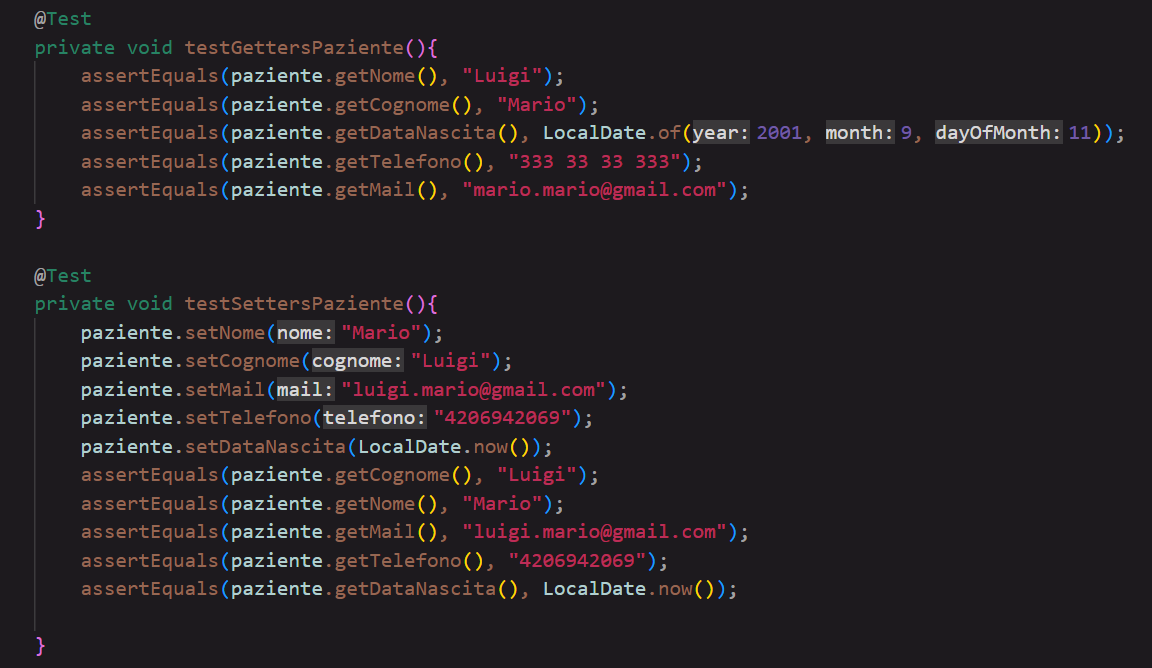 @Test
private void testGettersPaziente(){
    assertEquals(paziente.getNome(), "Luigi");
    assertEquals(paziente.getCognome(), "Mario");
    assertEquals(paziente.getDataNascita(), LocalDate.of(year: 2001, month: 9, dayOfMonth: 11));
    assertEquals(paziente.getTelefono(), "333 33 33 333");
    assertEquals(paziente.getMail(), "mario.mario@gmail.com");
}
@Test
private void testSettersPaziente(){
    paziente.setNome(nome: "Mario");
    paziente.setCognome(cognome: "Luigi");
    paziente.setMail(mail: "luigi.mario@gmail.com");
    paziente.setTelefono(telefono: "4206942069");
    paziente.setDataNascita(LocalDate.now());
    assertEquals(paziente.getCognome(), "Luigi");
    assertEquals(paziente.getNome(), "Mario");
    assertEquals(paziente.getMail(), "luigi.mario@gmail.com");
    assertEquals(paziente.getTelefono(), "4206942069");
    assertEquals(paziente.getDataNascita(), LocalDate.now());
}